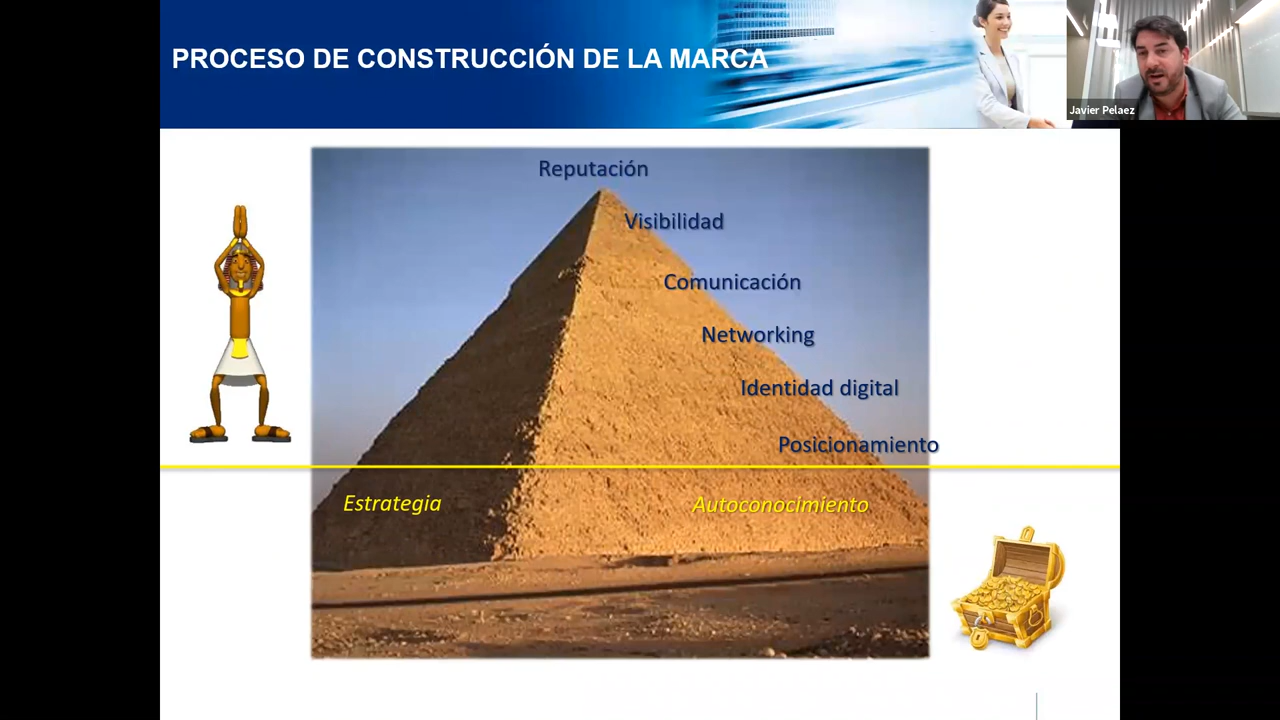 PROCESO DE CONSTRUCCIÓN DE LA MARCA
Javier Pelaez
Reputación
Visibilidad
Comunicación
Networking
Identidad digital
Posicionamiento
Estrategia
Autoconocimiento